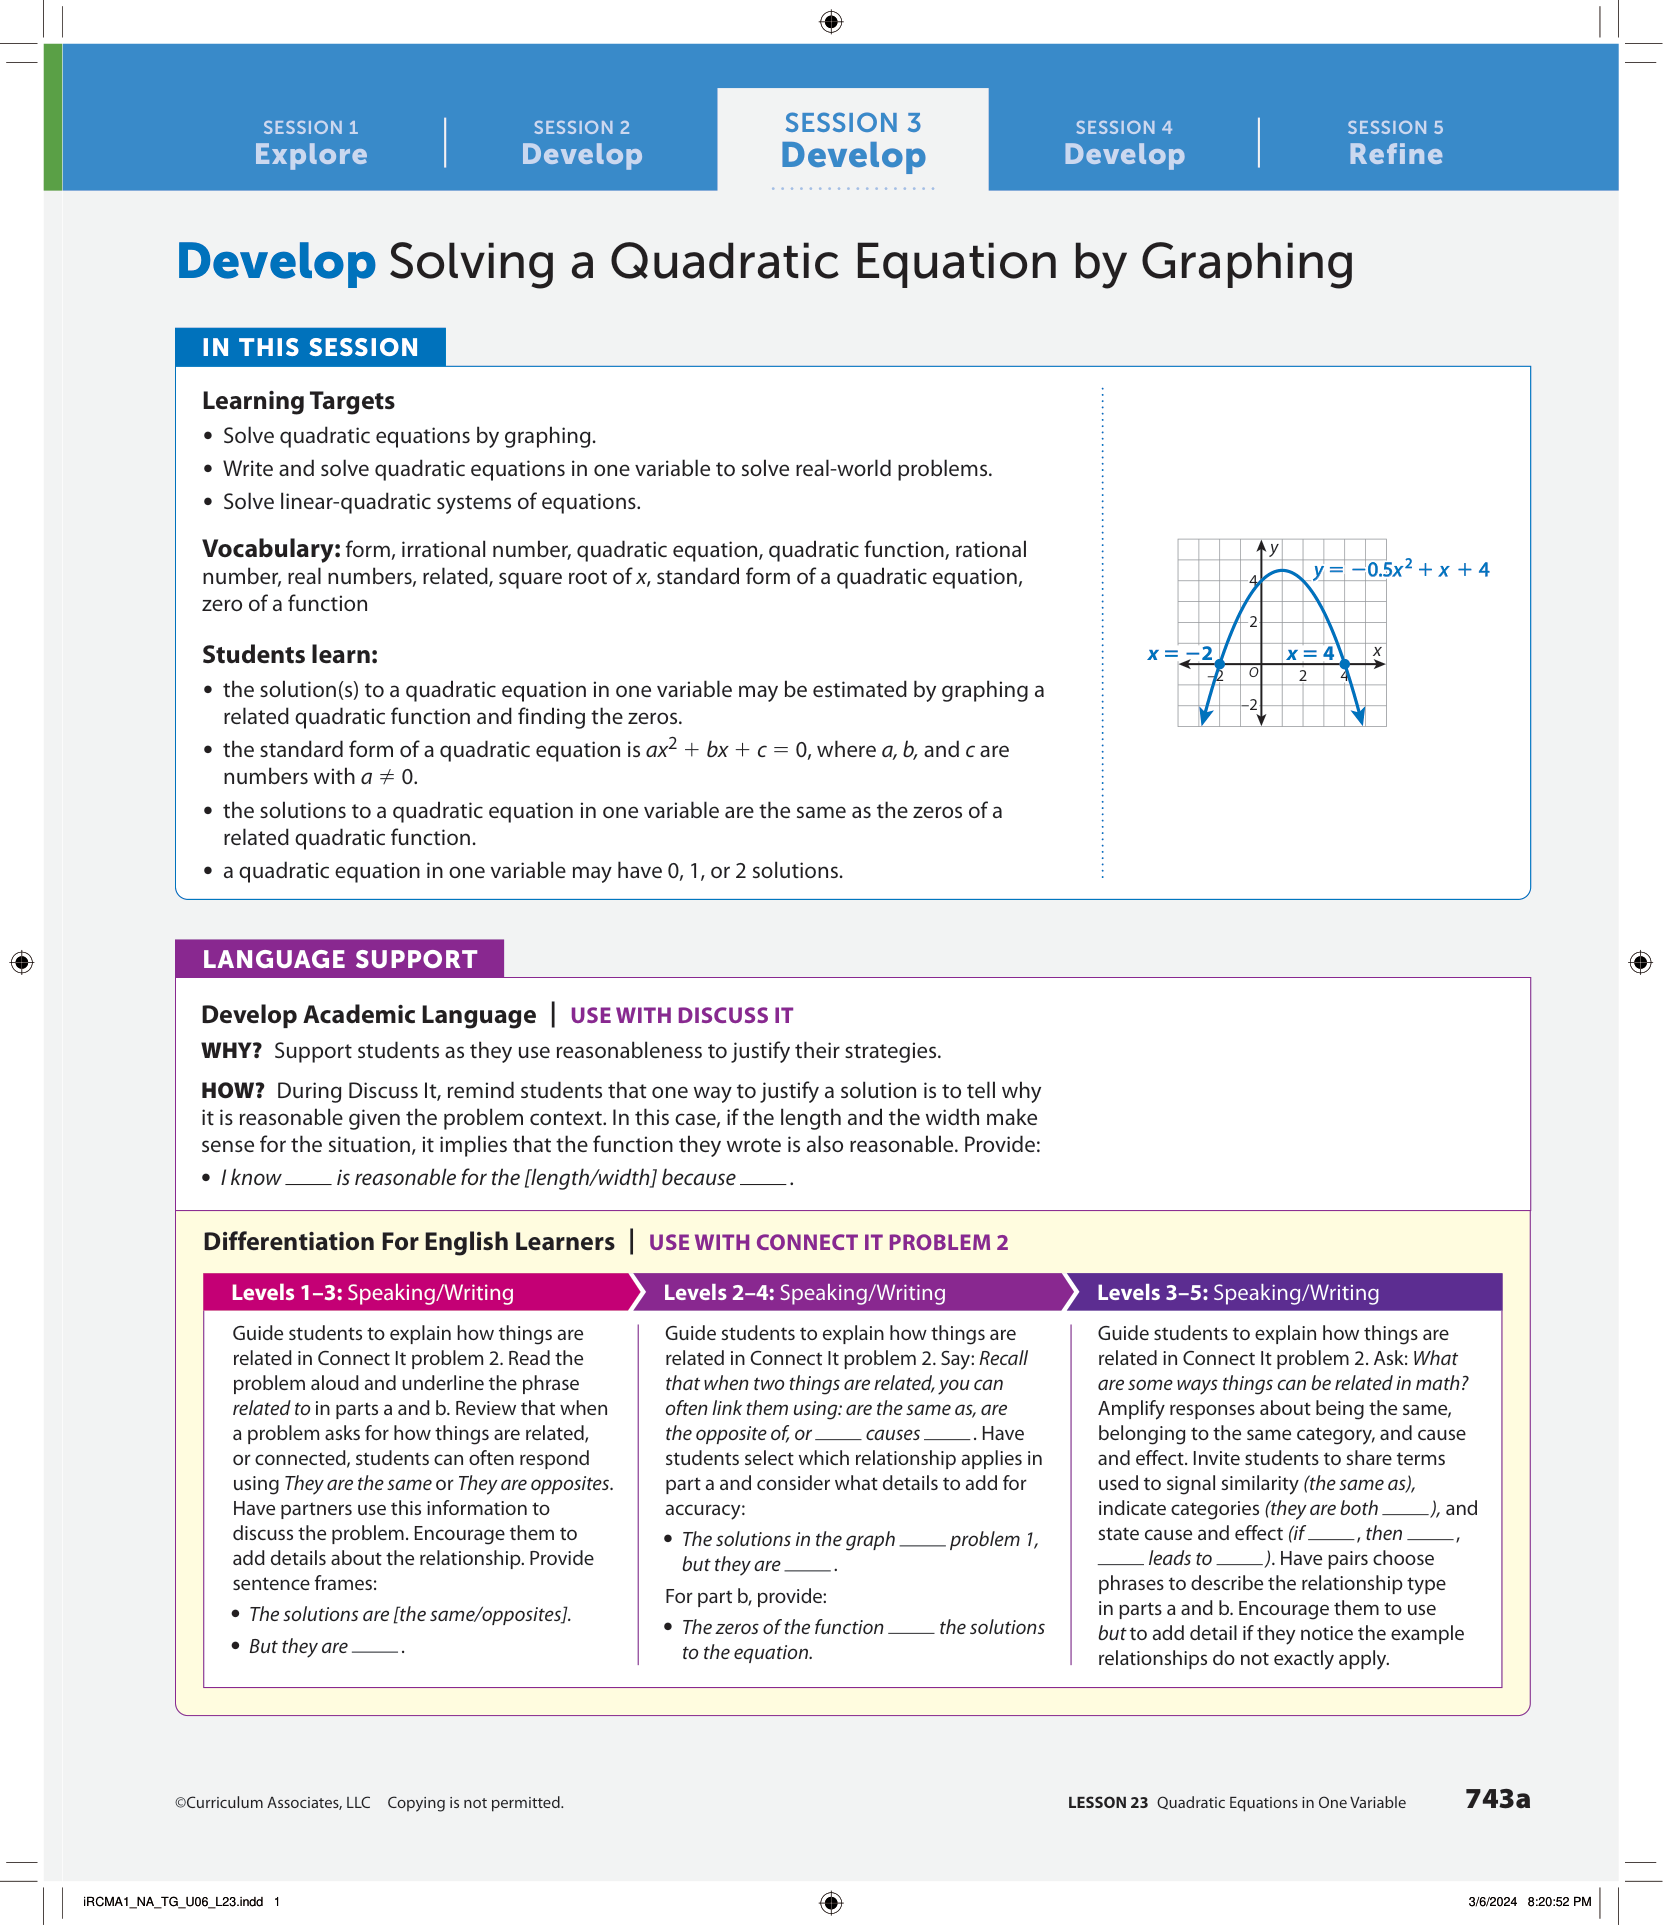 SESSION 1
Explore
SESSION 2
Develop
SESSION 3
Develop
SESSION 4
Develop
SESSION 5
Refine
Develop Solving a Quadratic Equation by Graphing
IN THIS SESSION
Learning Targets
• Solve quadratic equations by graphing.
• Write and solve quadratic equations in one variable to solve real-world problems.
• Solve linear-quadratic systems of equations.
Vocabulary: form, irrational number, quadratic equation, quadratic function, rational
number, real numbers, related, square root of x, standard form of a quadratic equation,
zero of a function
Students learn:
• the solution(s) to a quadratic equation in one variable may be estimated by graphing a
related quadratic function and finding the zeros.
• the standard form of a quadratic equation is ax² + bx + c = 0, where a, b, and c are
numbers with a ≠ 0.
• the solutions to a quadratic equation in one variable are the same as the zeros of a
related quadratic function.
• a quadratic equation in one variable may have 0, 1, or 2 solutions.
y
y = −0.5x² + x + 4
4
2
x = −2
x = 4
x
−2
O
2
4
−2
LANGUAGE SUPPORT
Develop Academic Language | USE WITH DISCUSS IT
WHY? Support students as they use reasonableness to justify their strategies.
HOW? During Discuss It, remind students that one way to justify a solution is to tell why
it is reasonable given the problem context. In this case, if the length and the width make
sense for the situation, it implies that the function they wrote is also reasonable. Provide:
• I know ____ is reasonable for the [length/width] because ____ .
Differentiation For English Learners | USE WITH CONNECT IT PROBLEM 2
Levels 1–3: Speaking/Writing
Guide students to explain how things are
related in Connect It problem 2. Read the
problem aloud and underline the phrase
related to in parts a and b. Review that when
a problem asks for how things are related,
or connected, students can often respond
using They are the same or They are opposites.
Have partners use this information to
discuss the problem. Encourage them to
add details about the relationship. Provide
sentence frames:
• The solutions are [the same/opposites].
• But they are ____ .
Levels 2–4: Speaking/Writing
Guide students to explain how things are
related in Connect It problem 2. Say: Recall
that when two things are related, you can
often link them using: are the same as, are
the opposite of, or ____ causes ____ . Have
students select which relationship applies in
part a and consider what details to add for
accuracy:
• The solutions in the graph ____ problem 1,
but they are ____ .
For part b, provide:
• The zeros of the function ____ the solutions
to the equation.
Levels 3–5: Speaking/Writing
Guide students to explain how things are
related in Connect It problem 2. Ask: What
are some ways things can be related in math?
Amplify responses about being the same,
belonging to the same category, and cause
and effect. Invite students to share terms
used to signal similarity (the same as),
indicate categories (they are both ____ ), and
state cause and effect (if ____ , then ____ ,
____ leads to ____ ). Have pairs choose
phrases to describe the relationship type
in parts a and b. Encourage them to use
but to add detail if they notice the example
relationships do not exactly apply.
©Curriculum Associates, LLC Copying is not permitted.
LESSON 23 Quadratic Equations in One Variable
743a
iRCMA1_NA_TG_U06_L23.indd 1
3/6/2024 8:20:52 PM